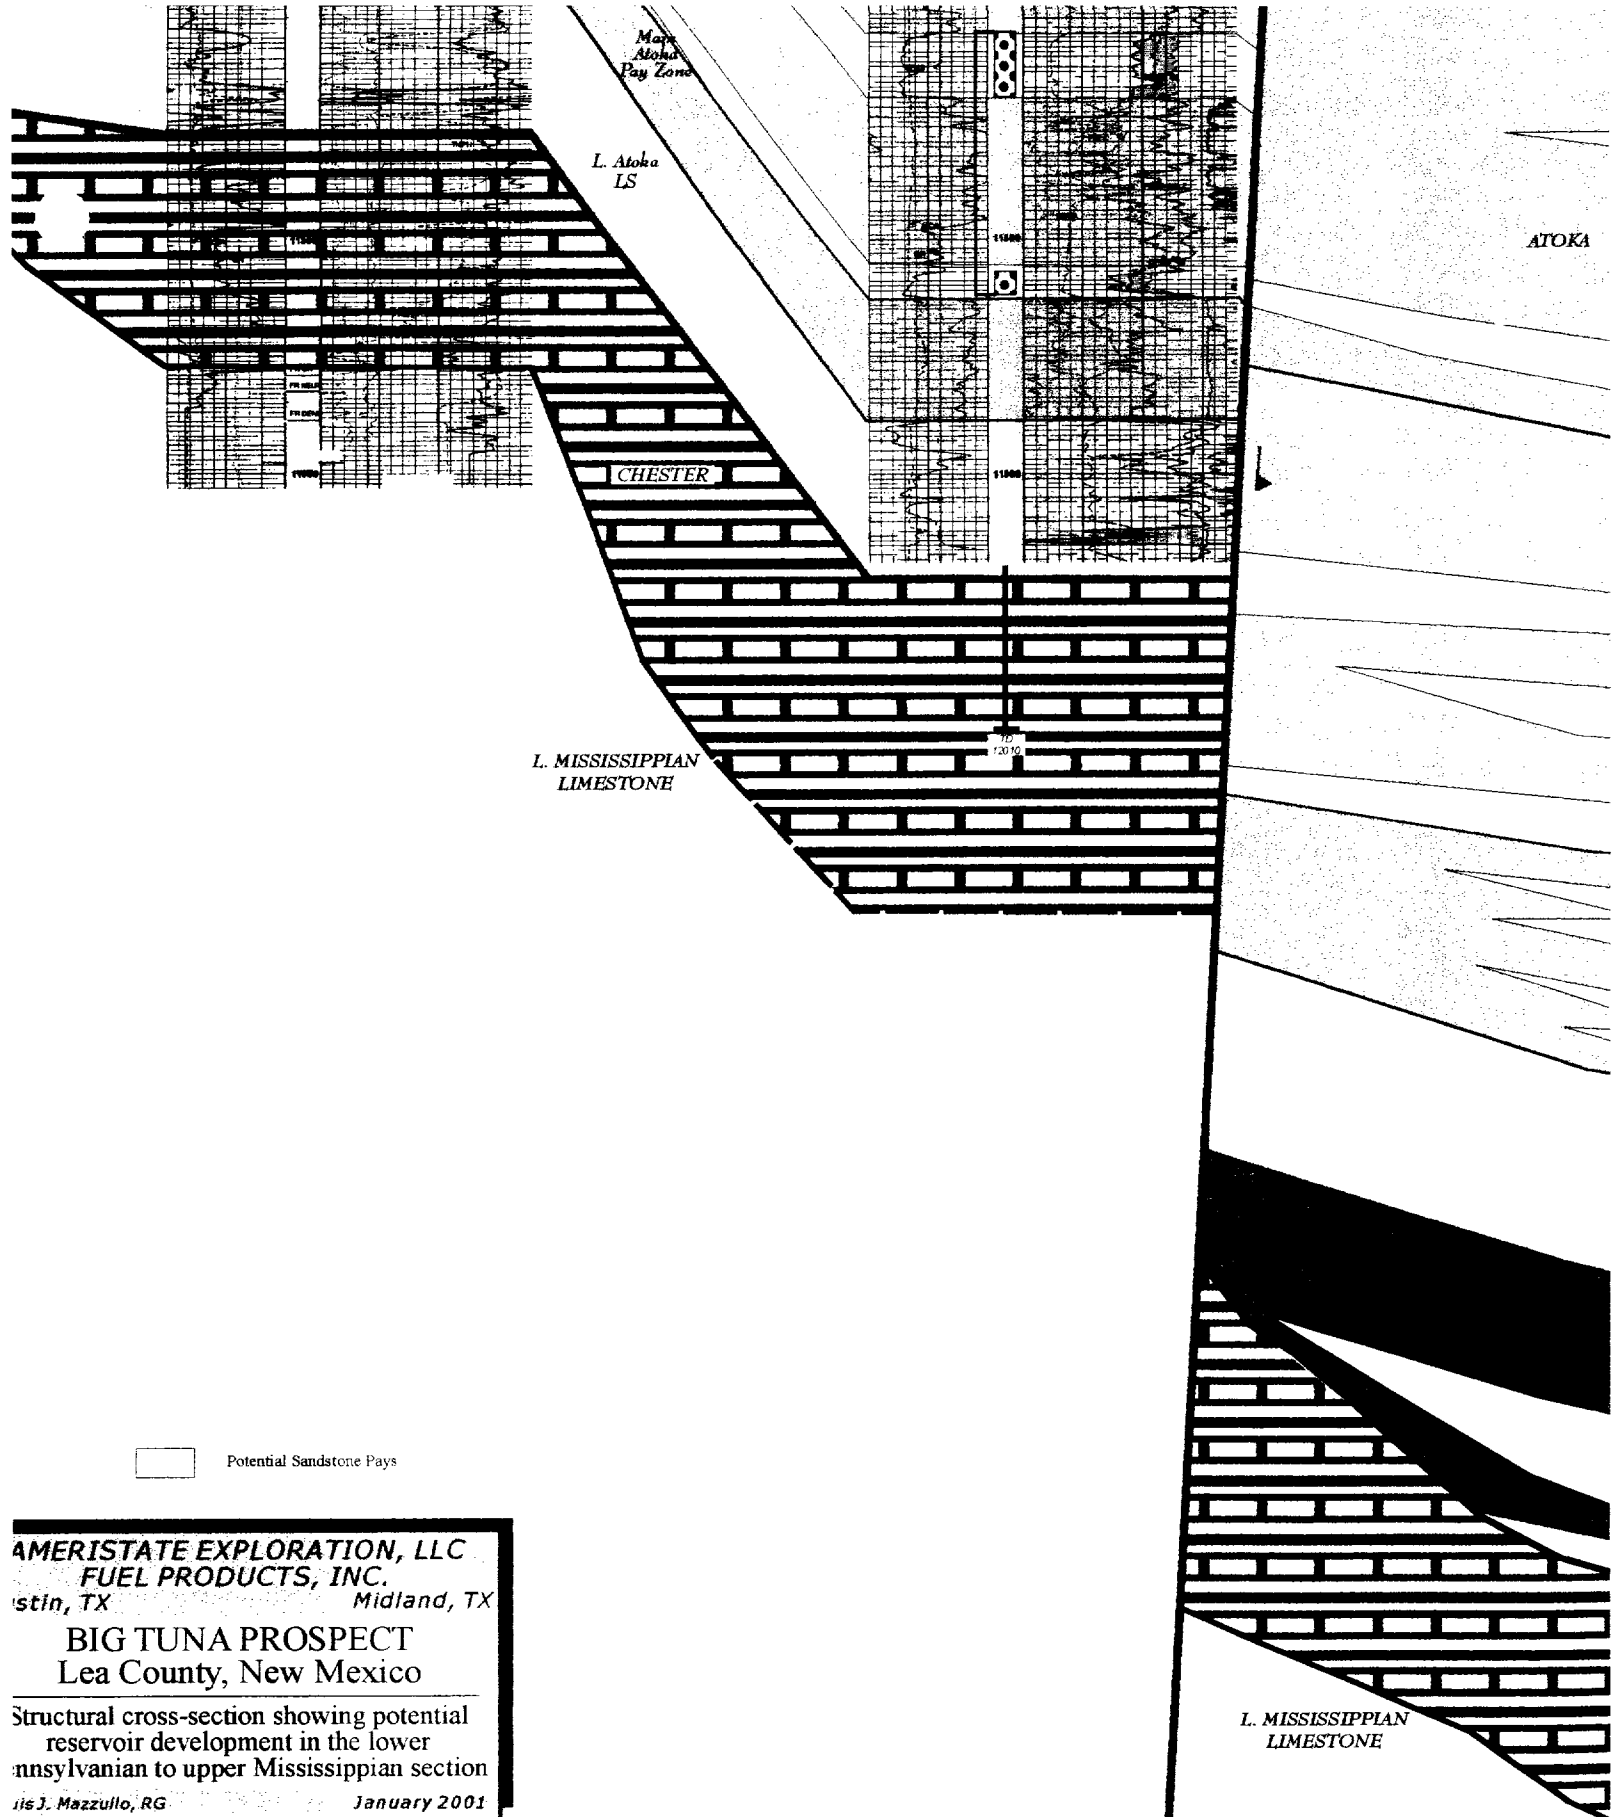 Main
Atoka
Pay Zone
L. Atoka
LS
ATOKA
CHESTER
TD
12010
L. MISSISSIPPIAN
LIMESTONE
Potential Sandstone Pays
AMERISTATE EXPLORATION, LLC
FUEL PRODUCTS, INC.
stin, TX Midland, TX
BIG TUNA PROSPECT
Lea County, New Mexico
Structural cross-section showing potential
reservoir development in the lower
nnsylvanian to upper Mississippian section
uis J. Mazzullo, RG January 2001
L. MISSISSIPPIAN
LIMESTONE